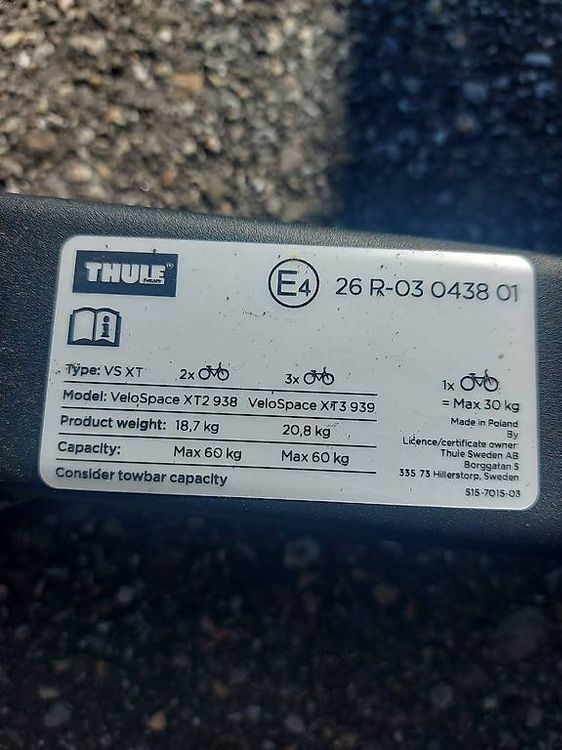 THULE®
SWEDEN
E4 26 R-03 0438 01
Type: VS XT 2x 3x 1x
Model: VeloSpace XT2 938 VeloSpace XT3 939 = Max 30 kg
Product weight: 18,7 kg 20,8 kg
Capacity: Max 60 kg Max 60 kg
Consider towbar capacity
Made in Poland
By
Licence/certificate owner:
Thule Sweden AB
Borggatan 5
335 73 Hillerstorp, Sweden
515-7015-03